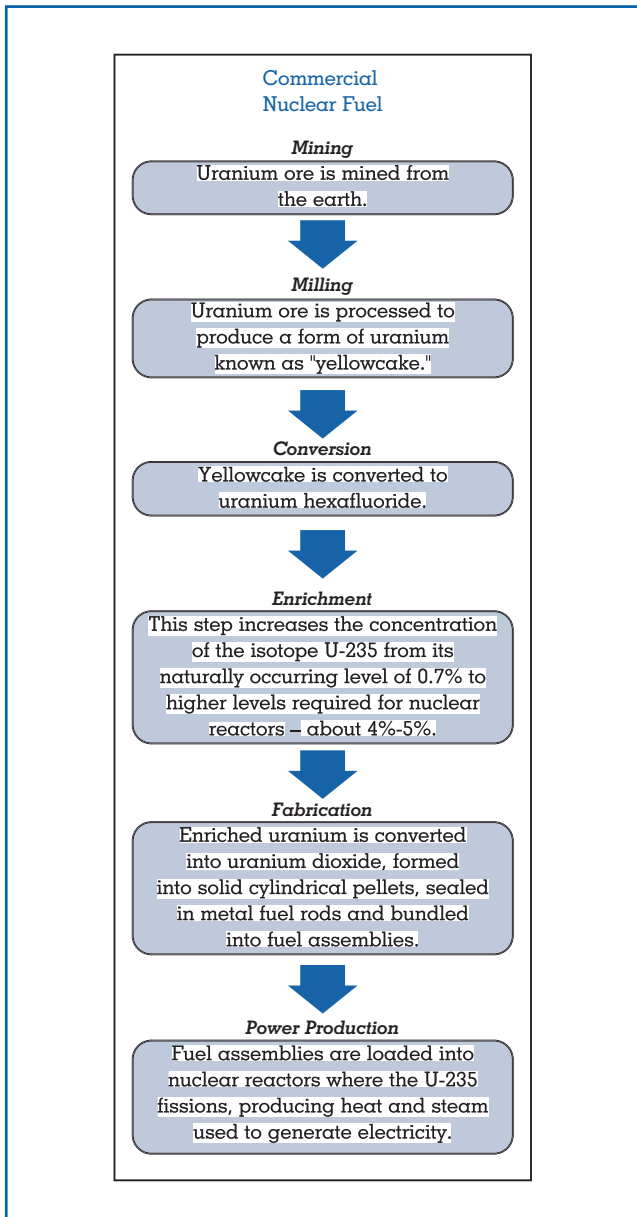 Commercial
Nuclear Fuel
Mining
Uranium ore is mined from
the earth.
Milling
Uranium ore is processed to
produce a form of uranium
known as "yellowcake."
Conversion
Yellowcake is converted to
uranium hexafluoride.
Enrichment
This step increases the concentration
of the isotope U-235 from its
naturally occurring level of 0.7% to
higher levels required for nuclear
reactors – about 4%-5%.
Fabrication
Enriched uranium is converted
into uranium dioxide, formed
into solid cylindrical pellets, sealed
in metal fuel rods and bundled
into fuel assemblies.
Power Production
Fuel assemblies are loaded into
nuclear reactors where the U-235
fissions, producing heat and steam
used to generate electricity.